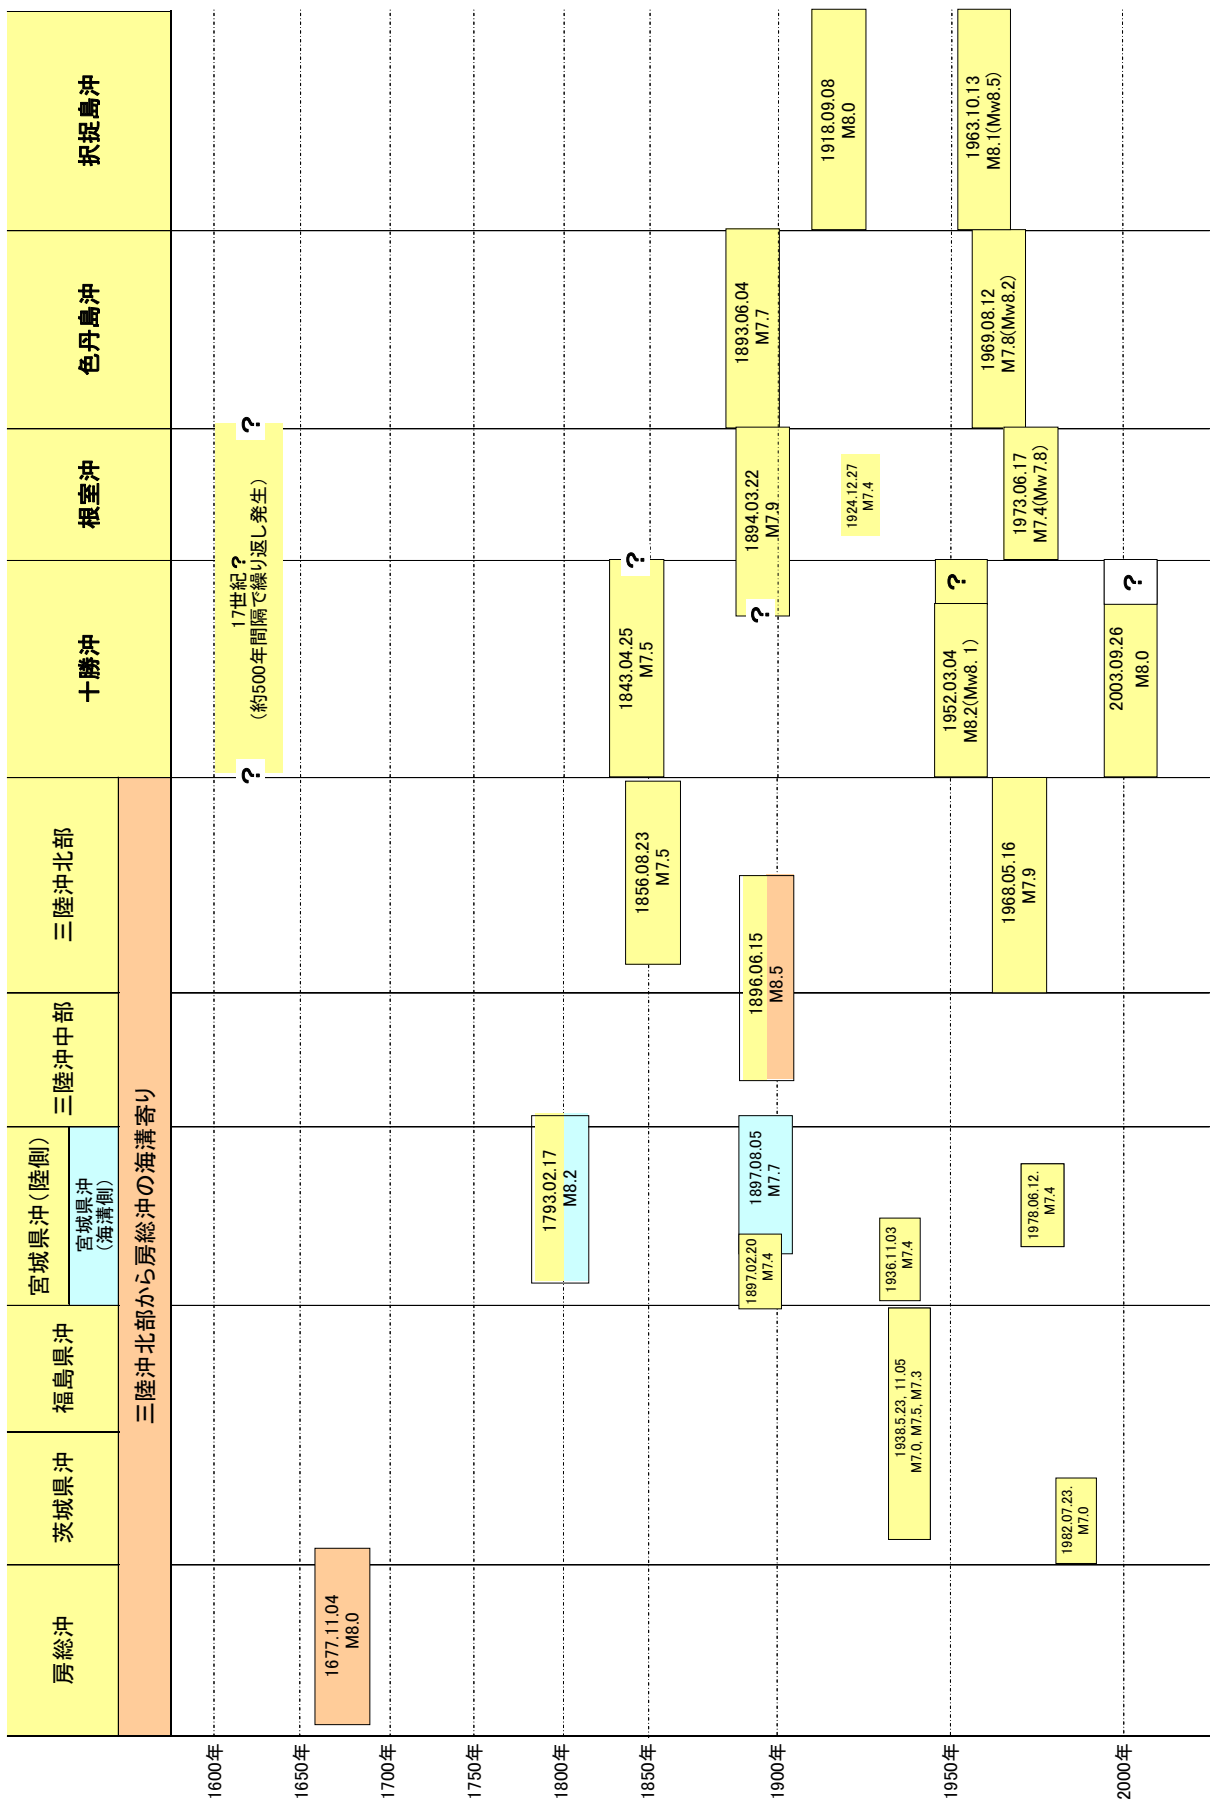 房総沖
茨城県沖
福島県沖
宮城県沖(陸側)
宮城県沖
(海溝側)
三陸沖中部
三陸沖北部
十勝沖
根室沖
色丹島沖
択捉島沖
三陸沖北部から房総沖の海溝寄り
1600年
17世紀?
(約500年間隔で繰り返し発生)
?
?
1650年
1677.11.04
M8.0
1700年
1750年
1800年
1793.02.17
M8.2
1850年
1843.04.25
M7.5
?
1856.08.23
M7.5
1900年
1893.06.04
M7.7
1894.03.22
M7.9
?
1896.06.15
M8.5
1897.02.20
M7.4
1897.08.05
M7.7
1918.09.08
M8.0
1924.12.27
M7.4
1936.11.03
M7.4
1938.5.23, 11.05
M7.0, M7.5, M7.3
1950年
1952.03.04
M8.2(Mw8.1)
?
1963.10.13
M8.1(Mw8.5)
1968.05.16
M7.9
1969.08.12
M7.8(Mw8.2)
1973.06.17
M7.4(Mw7.8)
1978.06.12.
M7.4
1982.07.23.
M7.0
2000年
2003.09.26
M8.0
?